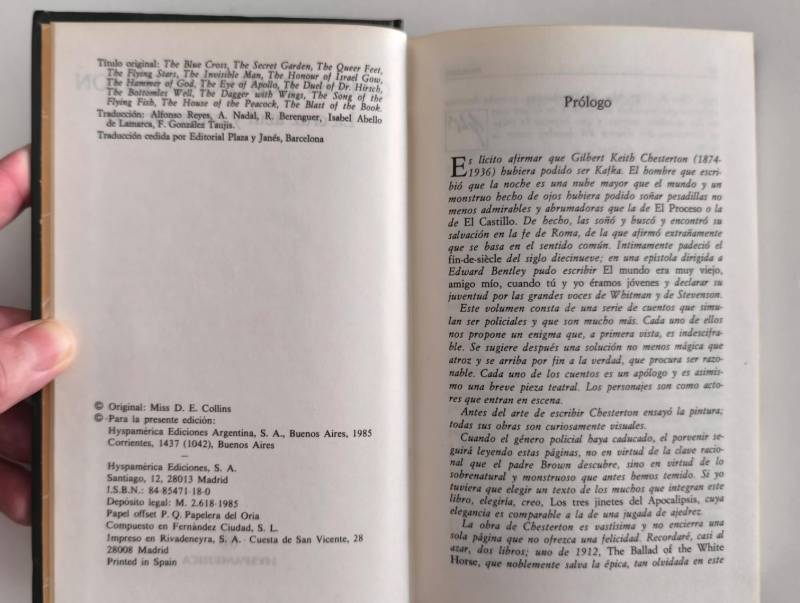 Título original: The Blue Cross, The Secret Garden, The Queer Feet,
The Flying Stars, The Invisible Man, The Honour of Israel Gow,
The Hammer of God, The Eye of Apollo, The Duel of Dr. Hirsch,
The Bottomles Well, The Dagger with Wings, The Song of the
Flying Fish, The House of the Peacock, The Blast of the Book.
Traducción: Alfonso Reyes, A. Nadal, R. Berenguer, Isabel Abello
de Lamarca, F. González Taujis.
Traducción cedida por Editorial Plaza y Janés, Barcelona
© Original: Miss D. E. Collins
© Para la presente edición:
Hyspamérica Ediciones Argentina, S. A., Buenos Aires, 1985
Corrientes, 1437 (1042), Buenos Aires
—
Hyspamérica Ediciones, S. A.
Santiago, 12, 28013 Madrid
I.S.B.N.: 84-85471-18-0
Depósito legal: M. 2.618-1985
Papel offset P. Q. Papelera del Oria
Compuesto en Fernández Ciudad, S. L.
Impreso en Rivadeneyra, S. A. - Cuesta de San Vicente, 28
28008 Madrid
Printed in Spain
Prólogo
Es lícito afirmar que Gilbert Keith Chesterton (1874-
1936) hubiera podido ser Kafka. El hombre que escri-
bió que la noche es una nube mayor que el mundo y un
monstruo hecho de ojos hubiera podido soñar pesadillas no
menos admirables y abrumadoras que la de El Proceso o la
de El Castillo. De hecho, las soñó y buscó y encontró su
salvación en la fe de Roma, de la que afirmó extrañamente
que se basa en el sentido común. Intimamente padeció el
fin-de-siècle del siglo diecinueve; en una epístola dirigida a
Edward Bentley pudo escribir El mundo era muy viejo,
amigo mío, cuando tú y yo éramos jóvenes y declarar su
juventud por las grandes voces de Whitman y de Stevenson.
Este volumen consta de una serie de cuentos que simu-
lan ser policiales y que son mucho más. Cada uno de ellos
nos propone un enigma que, a primera vista, es indescifra-
ble. Se sugiere después una solución no menos mágica que
atroz y se arriba por fin a la verdad, que procura ser razo-
nable. Cada uno de los cuentos es un apólogo y es asimis-
mo una breve pieza teatral. Los personajes son como acto-
res que entran en escena.
Antes del arte de escribir Chesterton ensayó la pintura;
todas sus obras son curiosamente visuales.
Cuando el género policial haya caducado, el porvenir se-
guirá leyendo estas páginas, no en virtud de la clave racio-
nal que el padre Brown descubre, sino en virtud de lo
sobrenatural y monstruoso que antes hemos temido. Si yo
tuviera que elegir un texto de los muchos que integran este
libro, elegiría, creo, Los tres jinetes del Apocalipsis, cuya
elegancia es comparable a la de una jugada de ajedrez.
La obra de Chesterton es vastísima y no encierra una
sola página que no ofrezca una felicidad. Recordaré, casi al
azar, dos libros; uno de 1912, The Ballad of the White
Horse, que noblemente salva la épica, tan olvidada en este